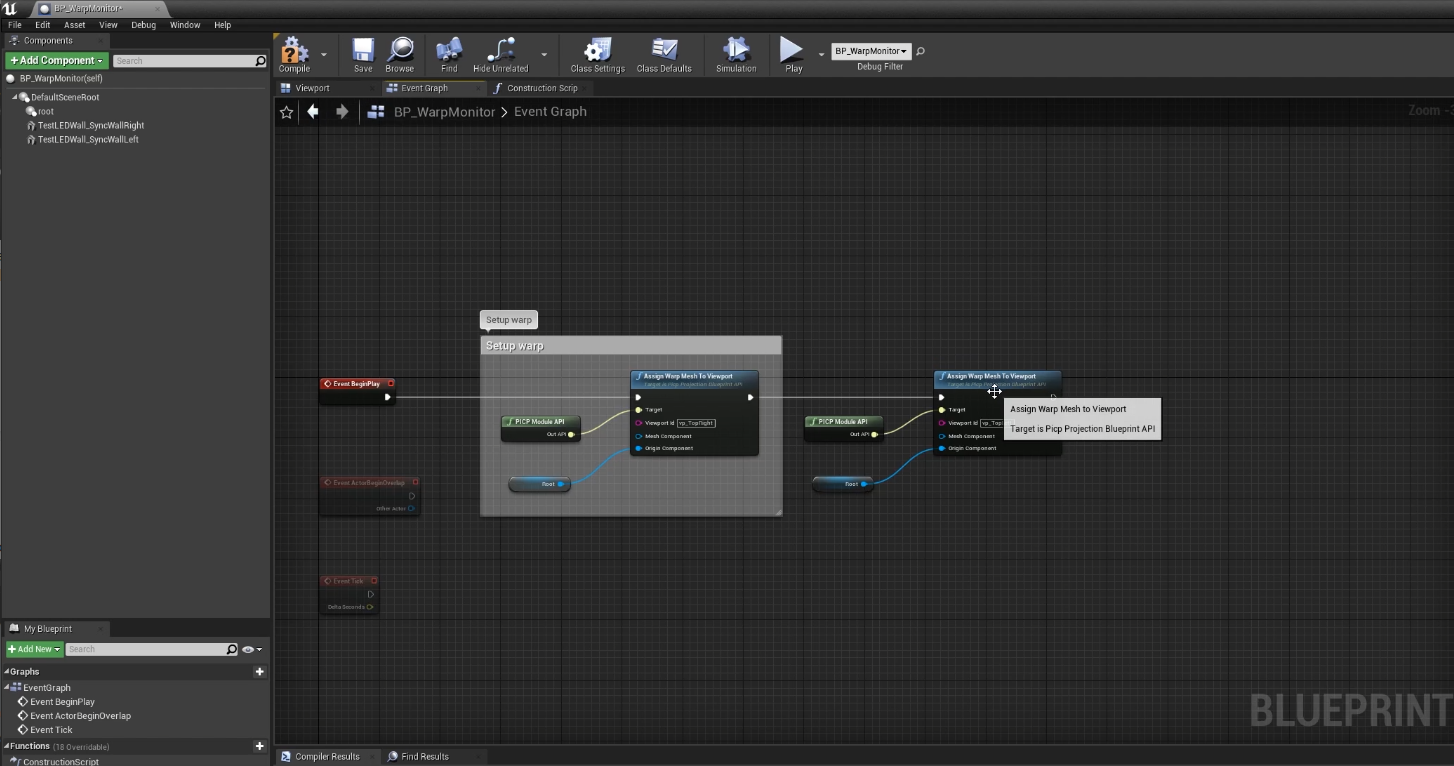 BP_WarpMonitor*
File Edit Asset View Debug Window Help
Components
+Add Component
Search
BP_WarpMonitor(self)
DefaultSceneRoot
root
TestLEDWall_SyncWallRight
TestLEDWall_SyncWallLeft
Compile
Save
Browse
Find
Hide Unrelated
Class Settings
Class Defaults
Simulation
Play
BP_WarpMonitor
Debug Filter
Viewport
Event Graph
Construction Scrip
BP_WarpMonitor > Event Graph
Zoom
Setup warp
Setup warp
Event BeginPlay
PICP Module API
Out API
Root
Assign Warp Mesh To Viewport
Target is Picp Projection Blueprint API
Target
Viewport Id vp_TopRight
Mesh Component
Origin Component
PICP Module API
Out API
Root
Assign Warp Mesh To Viewport
Target is Picp Projection Blueprint API
Target
Viewport Id
Mesh Component
Origin Component
Assign Warp Mesh to Viewport
Target is Picp Projection Blueprint API
Event ActorBeginOverlap
Other Actor
Event Tick
Delta Seconds
My Blueprint
+Add New
Search
Graphs
EventGraph
Event BeginPlay
Event ActorBeginOverlap
Event Tick
Functions (18 Overridable)
ConstructionScript
BLUEPRINT
Compiler Results
Find Results